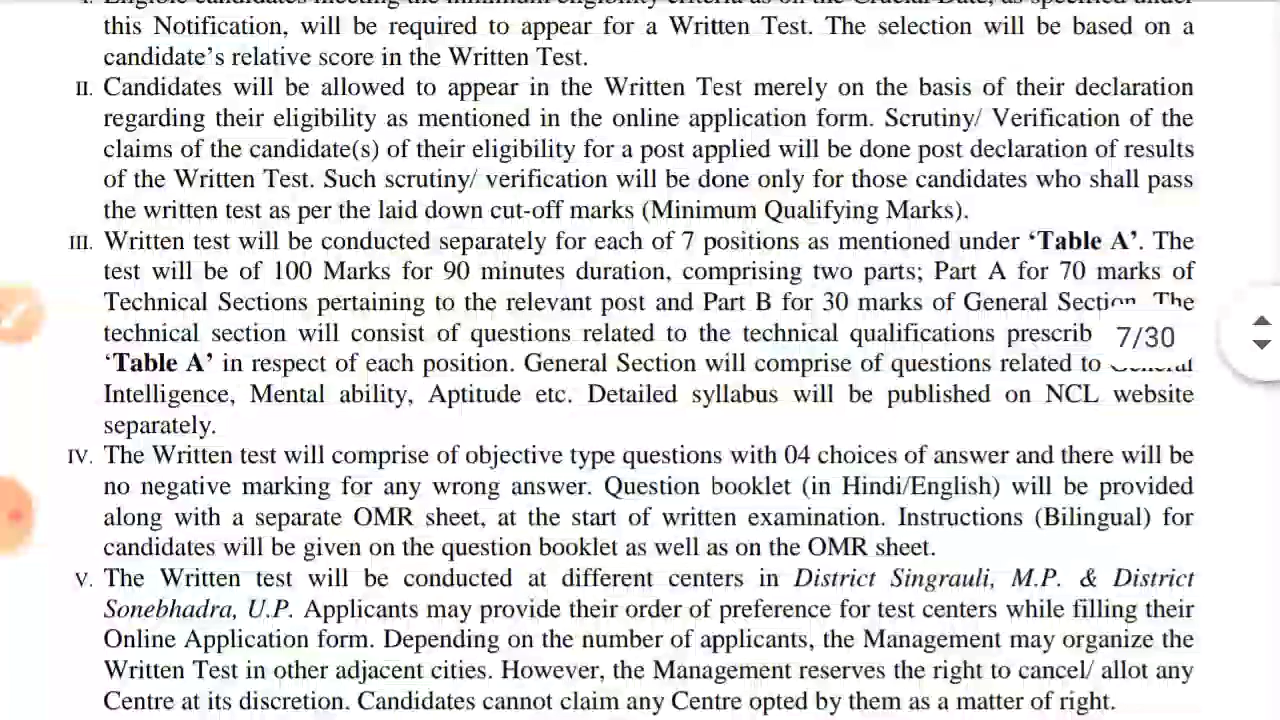 this Notification, will be required to appear for a Written Test. The selection will be based on a
candidate's relative score in the Written Test.
II. Candidates will be allowed to appear in the Written Test merely on the basis of their declaration
regarding their eligibility as mentioned in the online application form. Scrutiny/ Verification of the
claims of the candidate(s) of their eligibility for a post applied will be done post declaration of results
of the Written Test. Such scrutiny/ verification will be done only for those candidates who shall pass
the written test as per the laid down cut-off marks (Minimum Qualifying Marks).
III. Written test will be conducted separately for each of 7 positions as mentioned under ‘Table A’. The
test will be of 100 Marks for 90 minutes duration, comprising two parts; Part A for 70 marks of
Technical Sections pertaining to the relevant post and Part B for 30 marks of General Section. The
technical section will consist of questions related to the technical qualifications prescrib
7/30
‘Table A’ in respect of each position. General Section will comprise of questions related to
Intelligence, Mental ability, Aptitude etc. Detailed syllabus will be published on NCL website
separately.
IV. The Written test will comprise of objective type questions with 04 choices of answer and there will be
no negative marking for any wrong answer. Question booklet (in Hindi/English) will be provided
along with a separate OMR sheet, at the start of written examination. Instructions (Bilingual) for
candidates will be given on the question booklet as well as on the OMR sheet.
V. The Written test will be conducted at different centers in District Singrauli, M.P. & District
Sonebhadra, U.P. Applicants may provide their order of preference for test centers while filling their
Online Application form. Depending on the number of applicants, the Management may organize the
Written Test in other adjacent cities. However, the Management reserves the right to cancel/ allot any
Centre at its discretion. Candidates cannot claim any Centre opted by them as a matter of right.